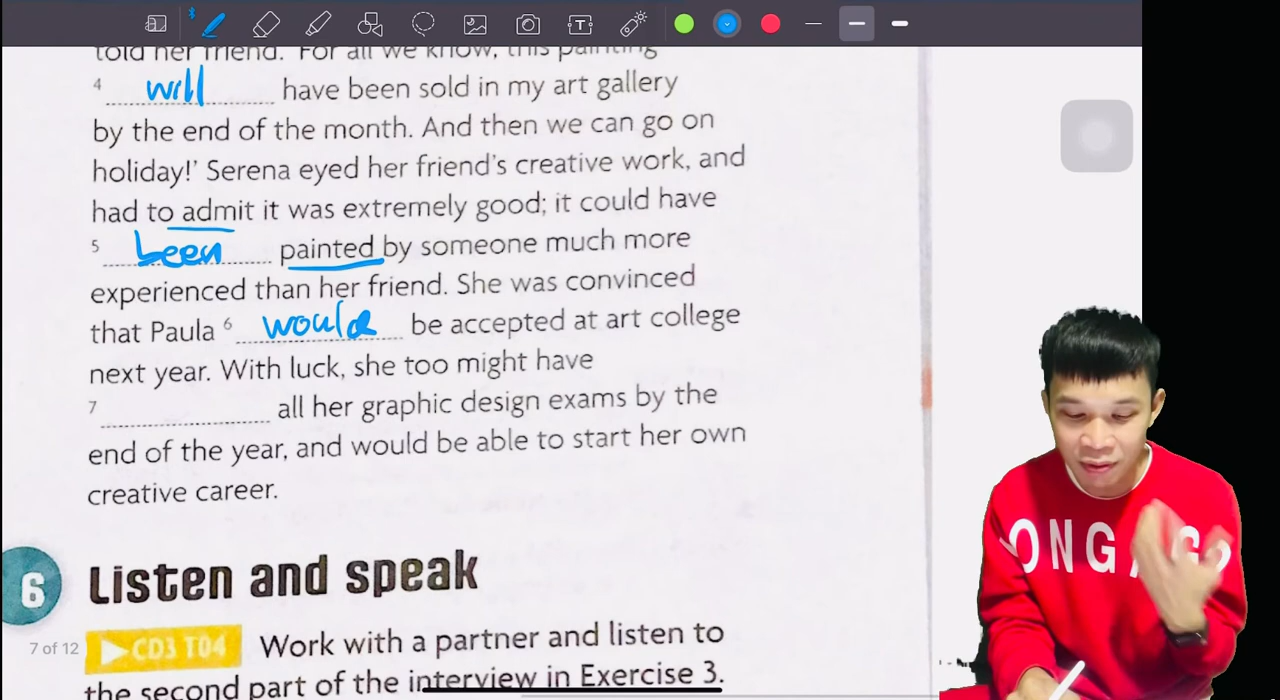 told her friend. 'For all we know, this painting
4 will have been sold in my art gallery
by the end of the month. And then we can go on
holiday!' Serena eyed her friend's creative work, and
had to admit it was extremely good; it could have
5 been painted by someone much more
experienced than her friend. She was convinced
that Paula 6 would be accepted at art college
next year. With luck, she too might have
7 all her graphic design exams by the
end of the year, and would be able to start her own
creative career.
6 Listen and speak
7 of 12
CD3 T04 Work with a partner and listen to
the second part of the interview in Exercise 3.